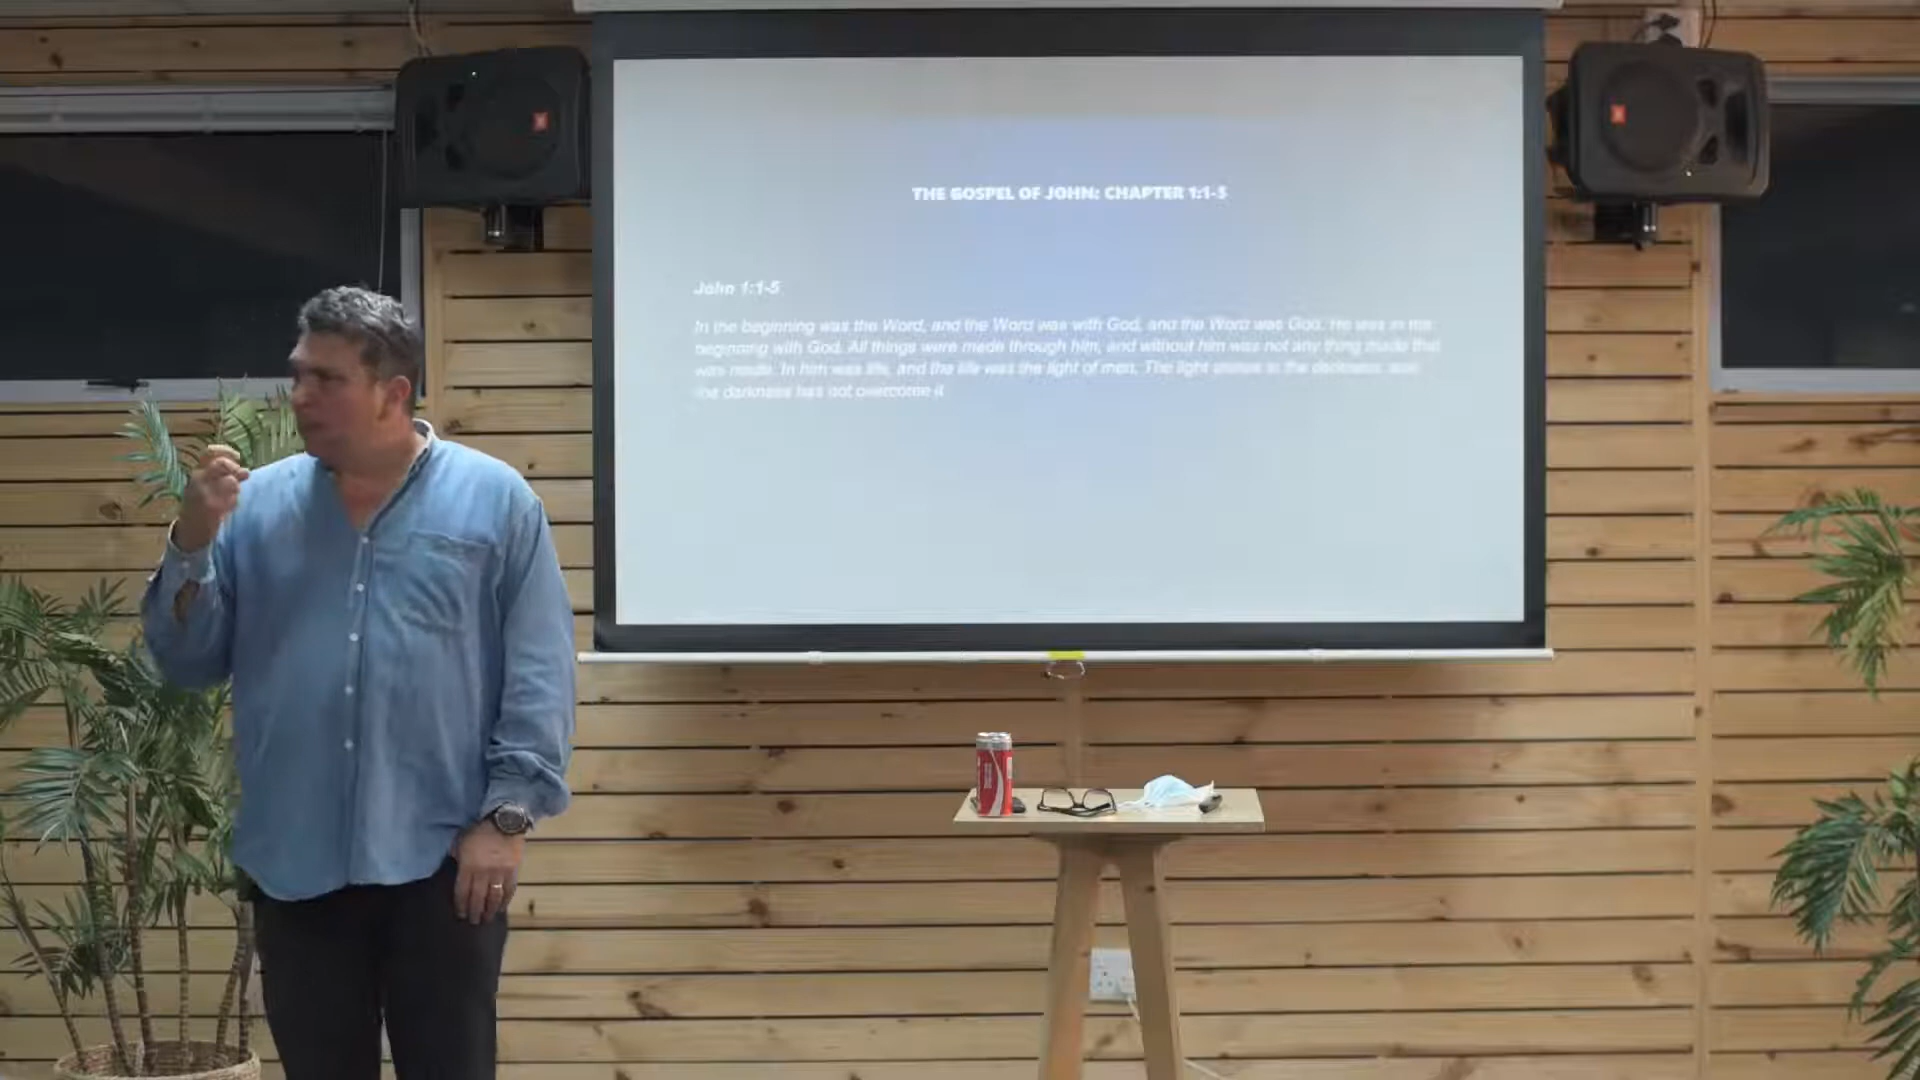 THE GOSPEL OF JOHN: CHAPTER 1:1-5
John 1:1-5
In the beginning was the Word, and the Word was with God, and the Word was God. He was in the
beginning with God. All things were made through him, and without him was not any thing made that
was made. In him was life, and the life was the light of men. The light shines in the darkness, and
the darkness has not overcome it